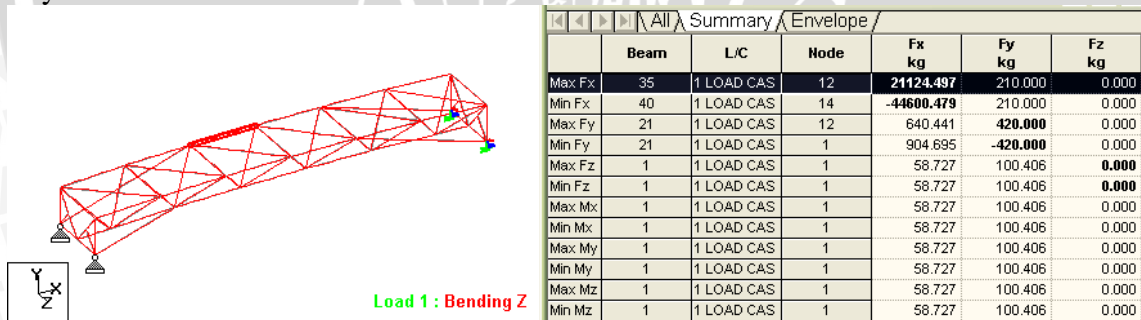 All Summary Envelope
Beam L/C Node Fx kg Fy kg Fz kg
Max Fx 35 1 LOAD CAS 12 21124.497 210.000 0.000
Min Fx 40 1 LOAD CAS 14 -44600.479 210.000 0.000
Max Fy 21 1 LOAD CAS 12 640.441 420.000 0.000
Min Fy 21 1 LOAD CAS 1 904.695 -420.000 0.000
Max Fz 1 1 LOAD CAS 1 58.727 100.406 0.000
Min Fz 1 1 LOAD CAS 1 58.727 100.406 0.000
Max Mx 1 1 LOAD CAS 1 58.727 100.406 0.000
Min Mx 1 1 LOAD CAS 1 58.727 100.406 0.000
Max My 1 1 LOAD CAS 1 58.727 100.406 0.000
Min My 1 1 LOAD CAS 1 58.727 100.406 0.000
Max Mz 1 1 LOAD CAS 1 58.727 100.406 0.000
Min Mz 1 1 LOAD CAS 1 58.727 100.406 0.000
Y
X
Z
Load 1 : Bending Z